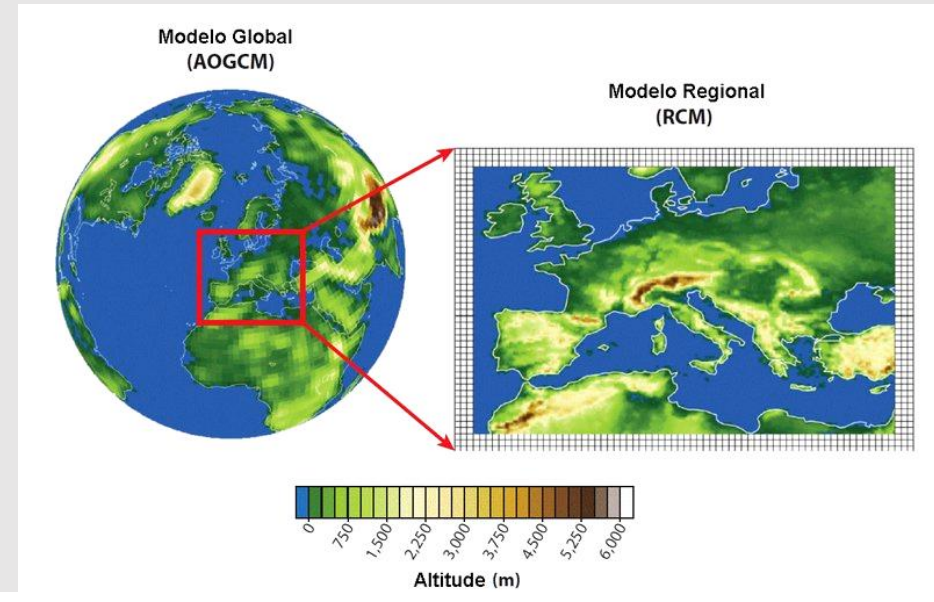 Modelo Global
(AOGCM)
Modelo Regional
(RCM)
0
750
1,500
2,250
3,000
3,750
4,500
5,250
6,000
Altitude (m)